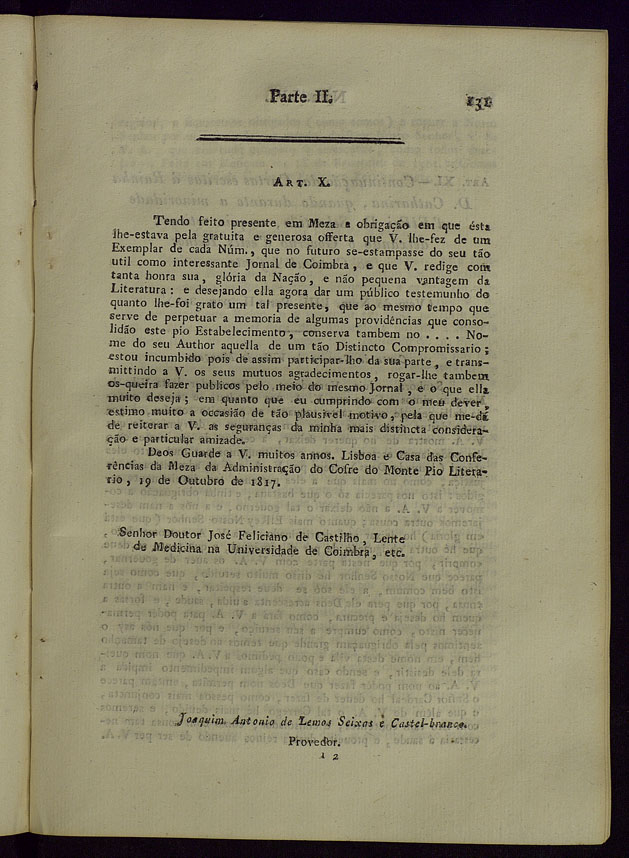 Parte II. 131
ART. X.
Tendo feito presente em Meza a obrigação em que ésta
lhe-estava pela gratuita e generosa offerta que V. lhe-fez de um
Exemplar de cada Núm., que no futuro se-estampasse do seu tão
util como interessante Jornal de Coimbra, e que V. redige com
tanta honra sua, glória da Nação, e não pequena vantagem da
Literatura: e desejando ella agora dar um público testemunho do
quanto lhe-foi grato um tal presente, que ao mesmo tempo que
serve de perpetuar a memoria de algumas providências que conso-
lidão este pio Estabelecimento, conserva tambem no .... No-
me do seu Author aquella de um tão Distincto Compromissario;
estou incumbido pois de assim participar-lho da sua parte, e trans-
mittindo a V. os seus mutuos agradecimentos, rogar-lhe tambem
os-queira fazer publicos pelo meio do mesmo Jornal, e o que ella
muito deseja; em quanto que eu cumprindo com o meu dever,
estimo muito a occasião de tão plausivel motivo, pela que me-dá
de reiterar a V. as seguranças da minha mais distincta considera-
ção e particular amizade.
Deos Guarde a V. muitos annos. Lisboa e Casa das Confe-
rências da Meza da Administração do Cofre do Monte Pio Litera-
rio, 19 de Outubro de 1817.
Senhor Doutor José Feliciano de Castilho, Lente
de Medicina na Universidade de Coimbra, etc.
Joaquim Antonio de Lemos Seixas e Castel-branco.
Provedor.
1 2